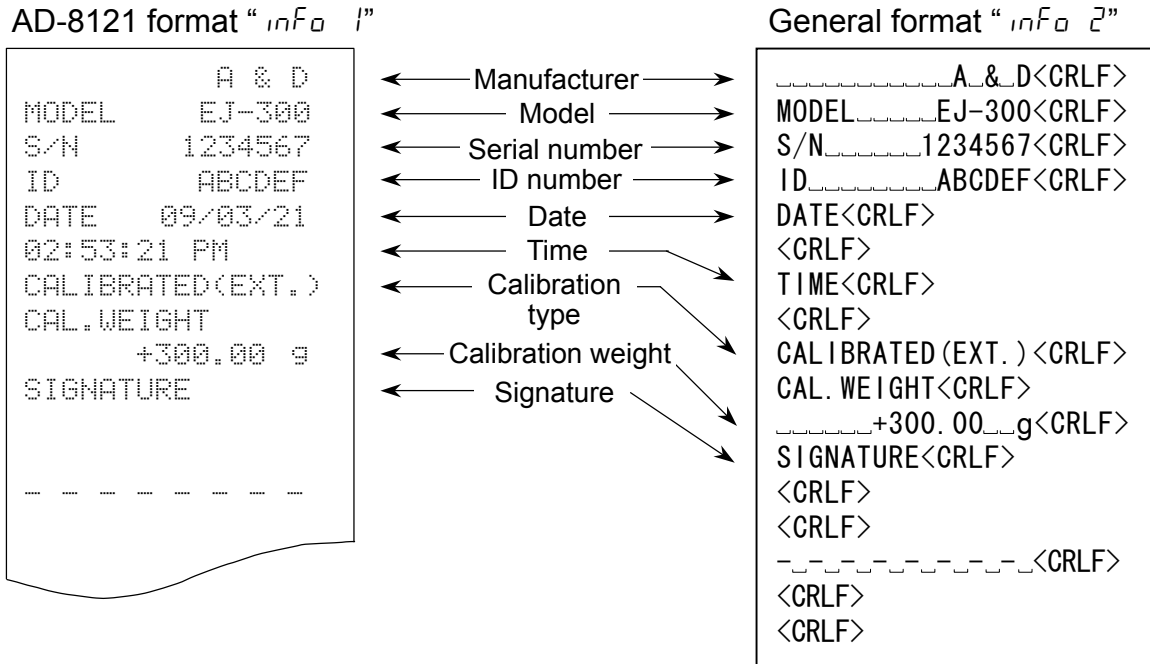 AD-8121 format “ info 1”
A & D
MODEL EJ-300
S/N 1234567
ID ABCDEF
DATE 09/03/21
02:53:21 PM
CALIBRATED(EXT.)
CAL.WEIGHT
+300.00 g
SIGNATURE
_ _ _ _ _ _ _ _
Manufacturer
Model
Serial number
ID number
Date
Time
Calibration
type
Calibration weight
Signature
General format “ info 2”
␣␣␣␣␣␣␣␣␣␣␣A␣&␣D<CRLF>
MODEL␣␣␣␣␣EJ-300<CRLF>
S/N␣␣␣␣␣␣1234567<CRLF>
ID␣␣␣␣␣␣␣␣ABCDEF<CRLF>
DATE<CRLF>
<CRLF>
TIME<CRLF>
<CRLF>
CALIBRATED(EXT.)<CRLF>
CAL.WEIGHT<CRLF>
␣␣␣␣␣␣+300.00␣␣g<CRLF>
SIGNATURE<CRLF>
<CRLF>
<CRLF>
-␣-␣-␣-␣-␣-␣-␣-␣<CRLF>
<CRLF>
<CRLF>